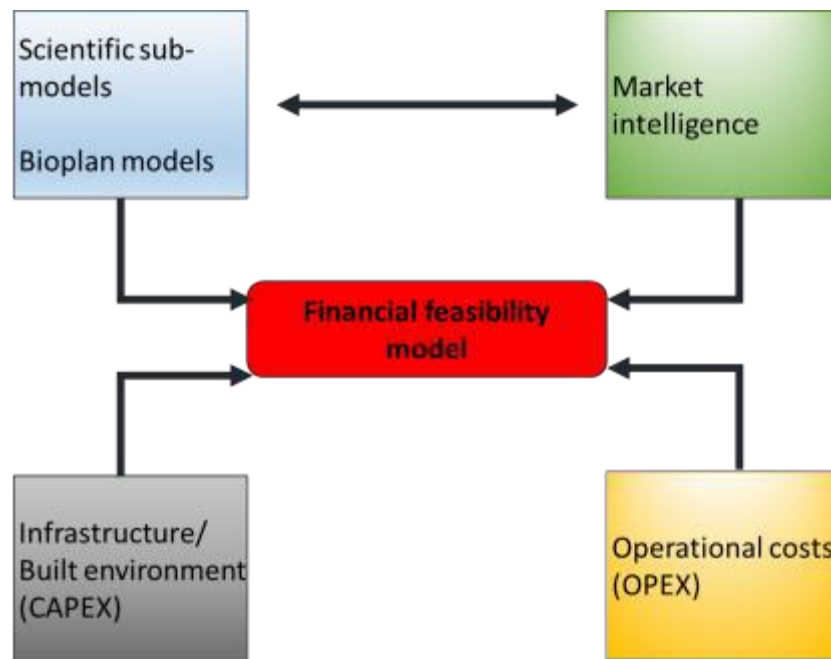 Scientific sub-
models
Bioplan models
Market
intelligence
Financial feasibility
model
Infrastructure/
Built environment
(CAPEX)
Operational costs
(OPEX)